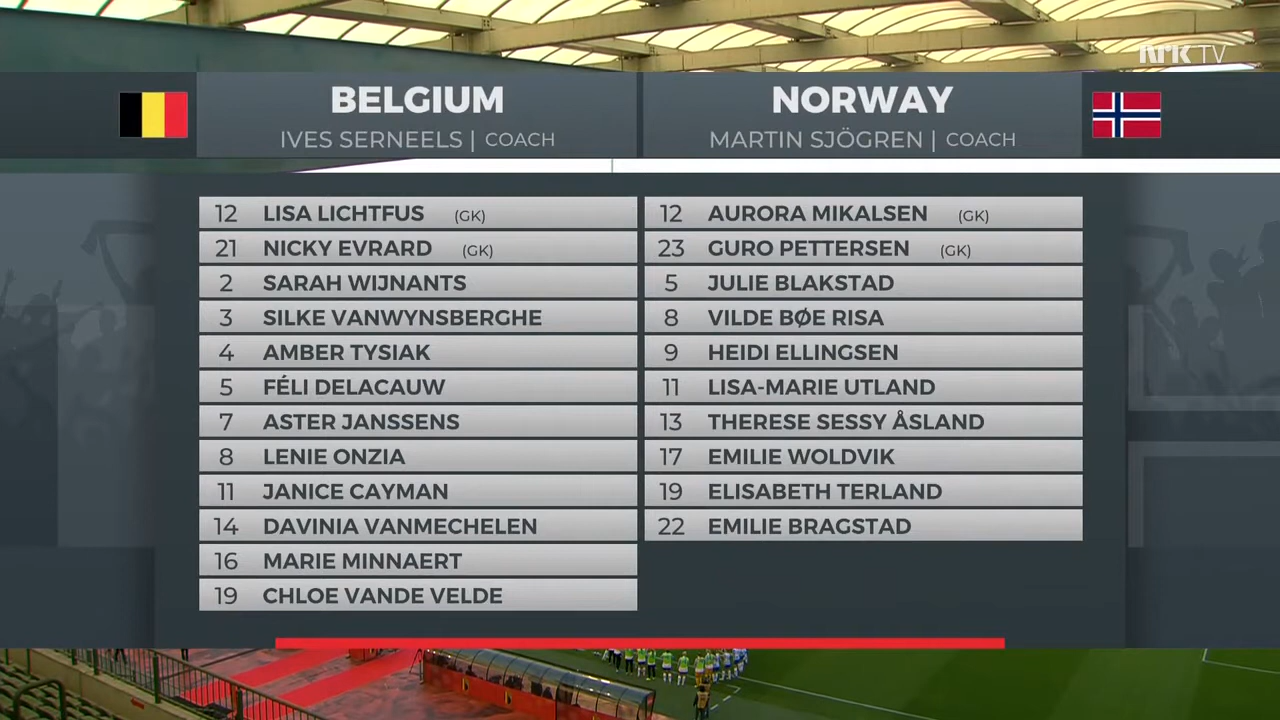 nrk TV
BELGIUM
IVES SERNEELS | COACH
NORWAY
MARTIN SJÖGREN | COACH
12 LISA LICHTFUS (GK)
21 NICKY EVRARD (GK)
2 SARAH WIJNANTS
3 SILKE VANWYNSBERGHE
4 AMBER TYSIAK
5 FÉLI DELACAUW
7 ASTER JANSSENS
8 LENIE ONZIA
11 JANICE CAYMAN
14 DAVINIA VANMECHELEN
16 MARIE MINNAERT
19 CHLOE VANDE VELDE
12 AURORA MIKALSEN (GK)
23 GURO PETTERSEN (GK)
5 JULIE BLAKSTAD
8 VILDE BØE RISA
9 HEIDI ELLINGSEN
11 LISA-MARIE UTLAND
13 THERESE SESSY ÅSLAND
17 EMILIE WOLDVIK
19 ELISABETH TERLAND
22 EMILIE BRAGSTAD